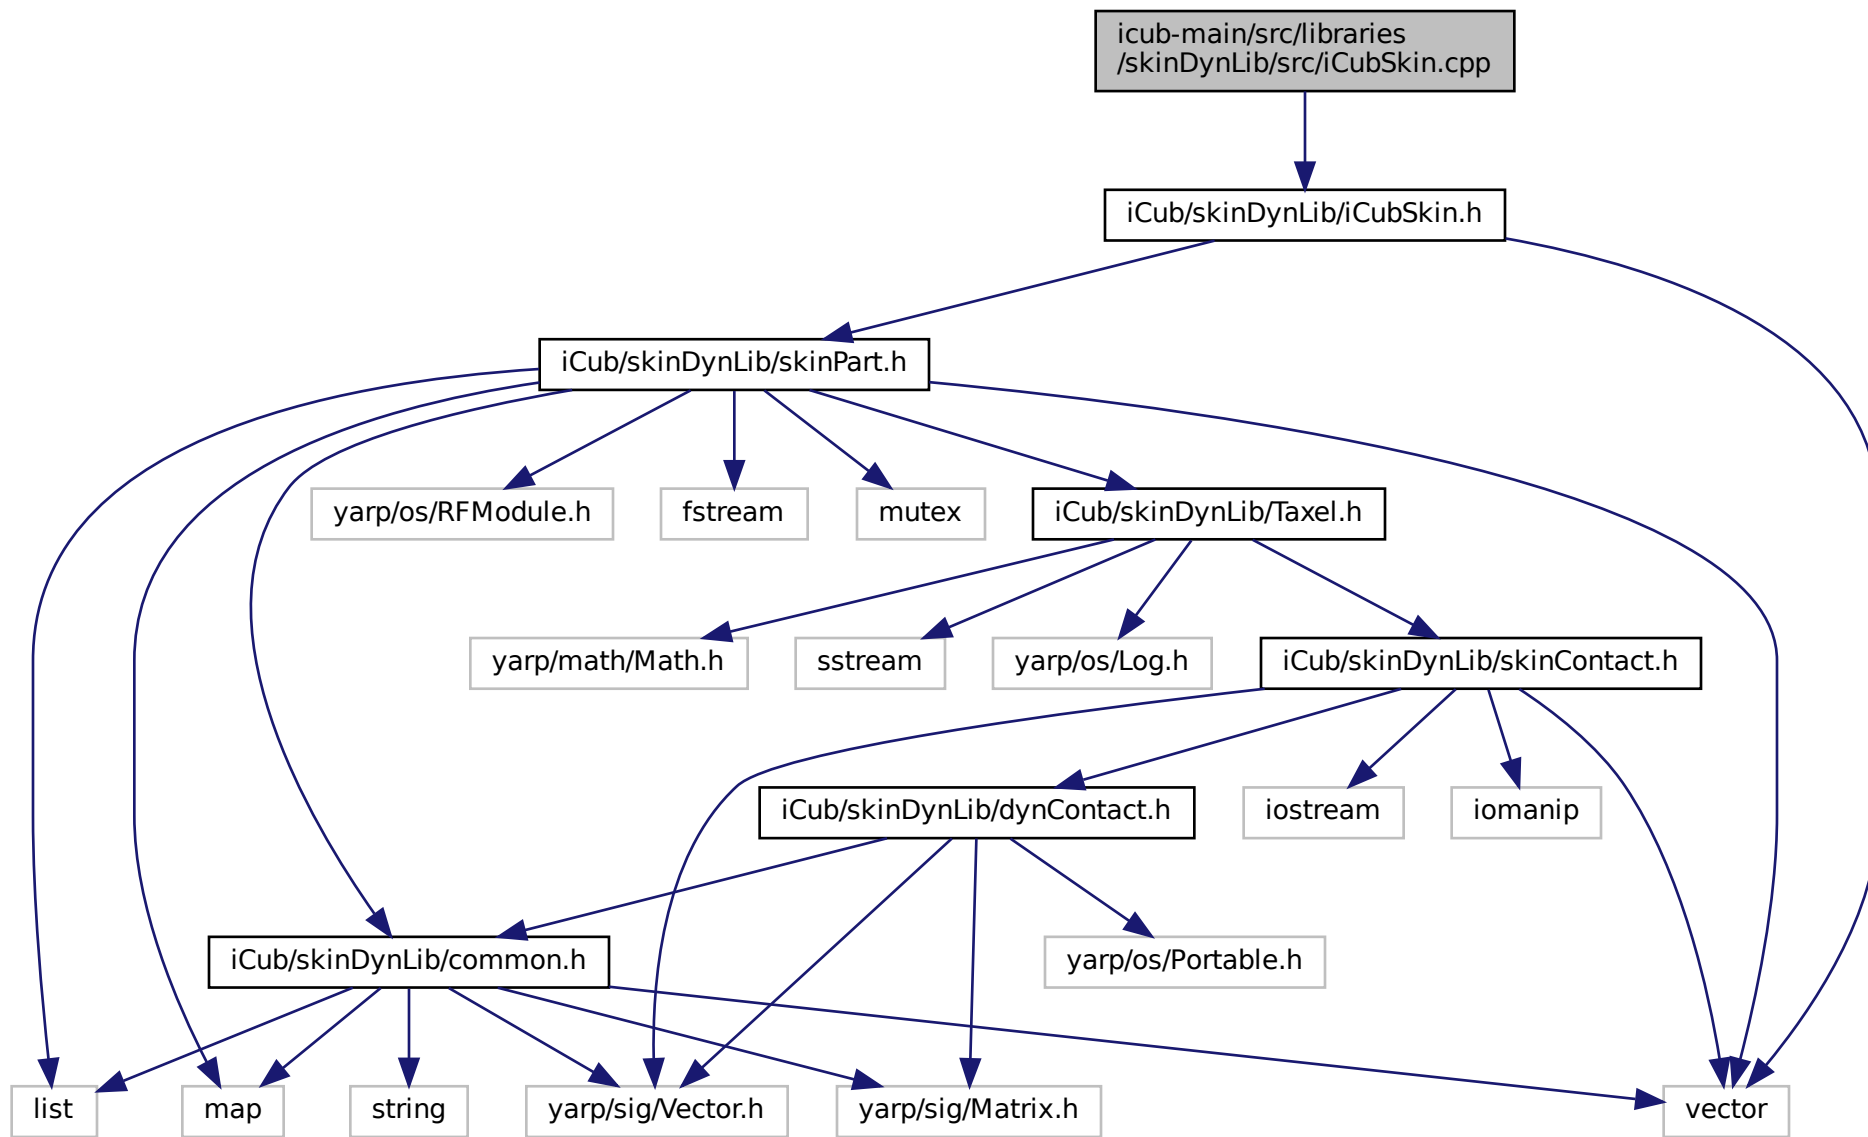 icub-main/src/libraries
/skinDynLib/src/iCubSkin.cpp
iCub/skinDynLib/iCubSkin.h
iCub/skinDynLib/skinPart.h
yarp/os/RFModule.h
fstream
mutex
iCub/skinDynLib/Taxel.h
yarp/math/Math.h
sstream
yarp/os/Log.h
iCub/skinDynLib/skinContact.h
iCub/skinDynLib/dynContact.h
iostream
iomanip
iCub/skinDynLib/common.h
yarp/os/Portable.h
list
map
string
yarp/sig/Vector.h
yarp/sig/Matrix.h
vector